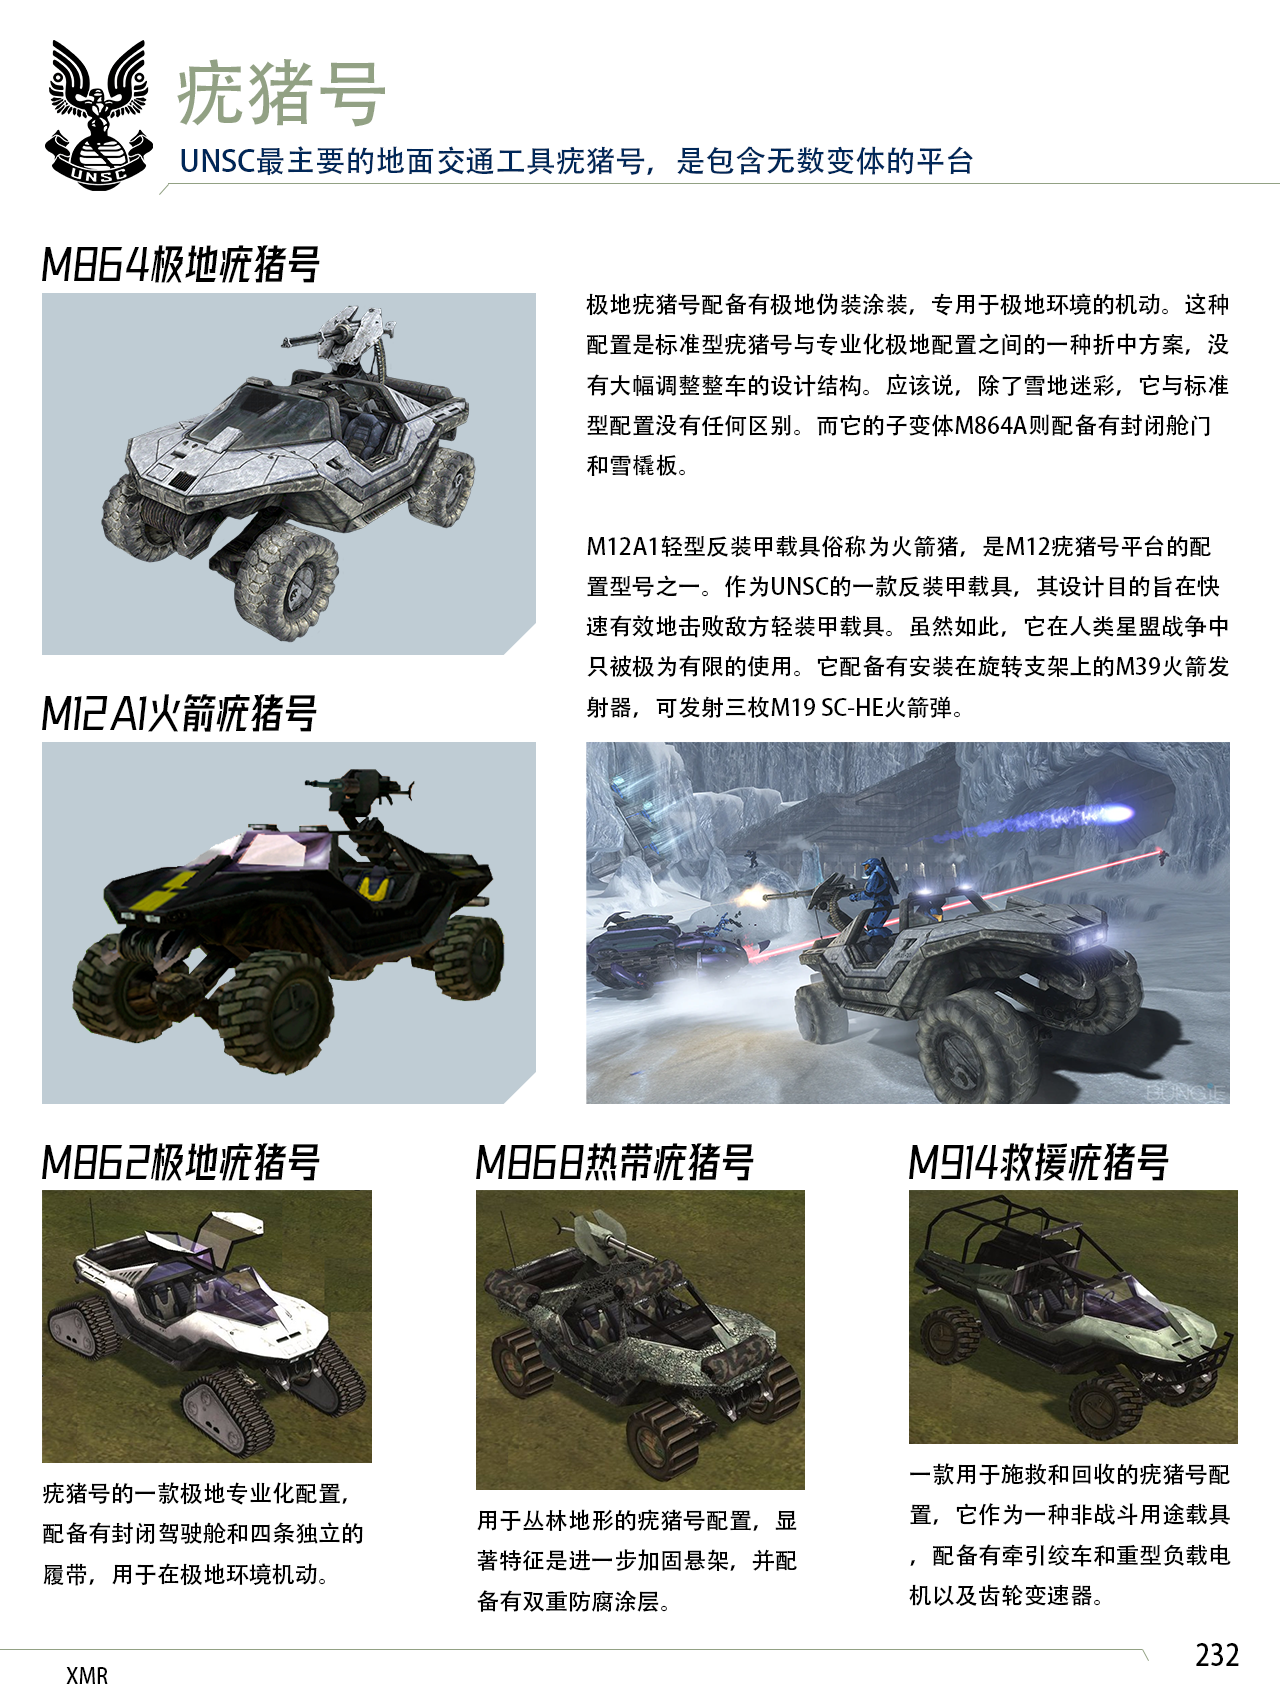 疣猪号
UNSC最主要的地面交通工具疣猪号，是包含无数变体的平台
UNSC
M864极地疣猪号
极地疣猪号配备有极地伪装涂装，专用于极地环境的机动。这种
配置是标准型疣猪号与专业化极地配置之间的一种折中方案，没
有大幅调整整车的设计结构。应该说，除了雪地迷彩，它与标准
型配置没有任何区别。而它的子变体M864A则配备有封闭舱门
和雪橇板。
M12A1轻型反装甲载具俗称为火箭猪，是M12疣猪号平台的配
置型号之一。作为UNSC的一款反装甲载具，其设计目的旨在快
速有效地击败敌方轻装甲载具。虽然如此，它在人类星盟战争中
只被极为有限的使用。它配备有安装在旋转支架上的M39火箭发
射器，可发射三枚M19 SC-HE火箭弹。
M12A1火箭疣猪号
BUNGIE
M862极地疣猪号
疣猪号的一款极地专业化配置，
配备有封闭驾驶舱和四条独立的
履带，用于在极地环境机动。
M868热带疣猪号
用于丛林地形的疣猪号配置，显
著特征是进一步加固悬架，并配
备有双重防腐涂层。
M914救援疣猪号
一款用于施救和回收的疣猪号配
置，它作为一种非战斗用途载具
，配备有牵引绞车和重型负载电
机以及齿轮变速器。
232
XMR